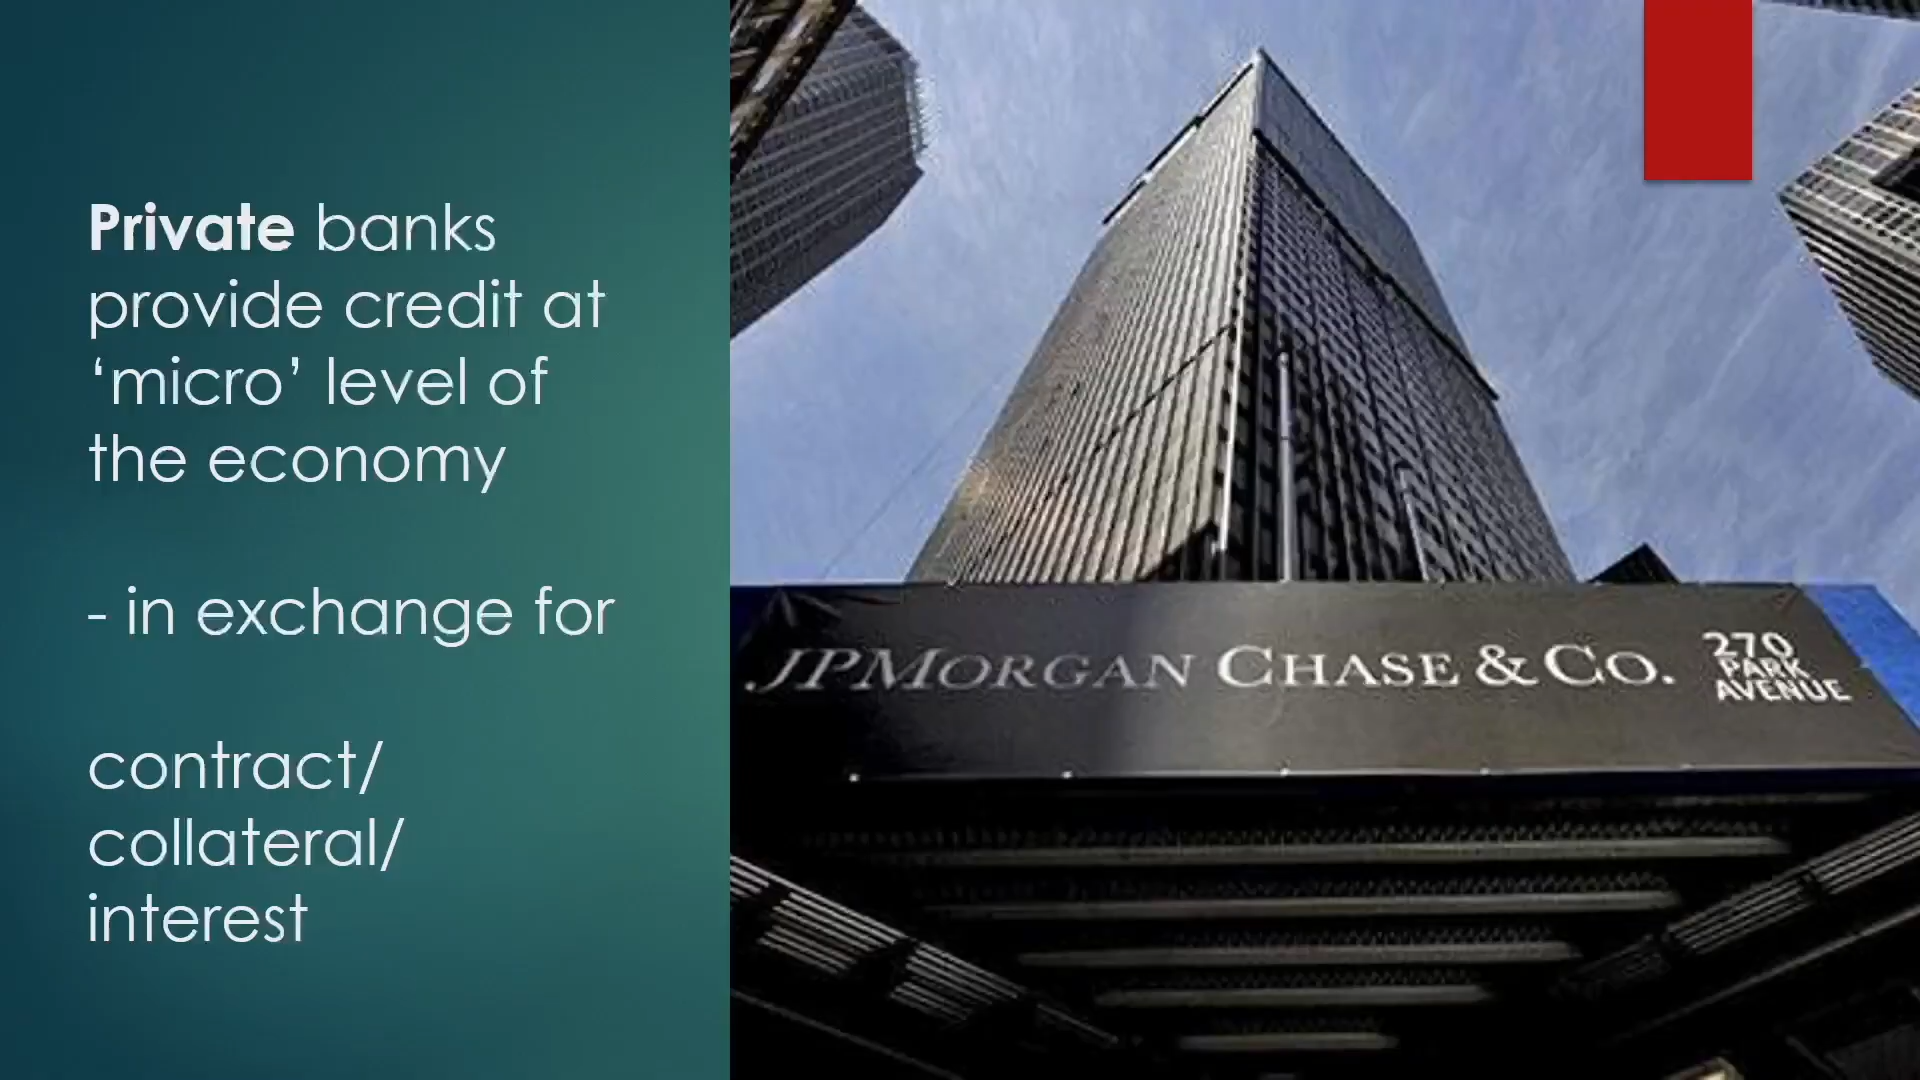 Private banks
provide credit at
‘micro’ level of
the economy
- in exchange for
contract/
collateral/
interest
JPMORGAN CHASE & CO.
270
PARK
AVENUE